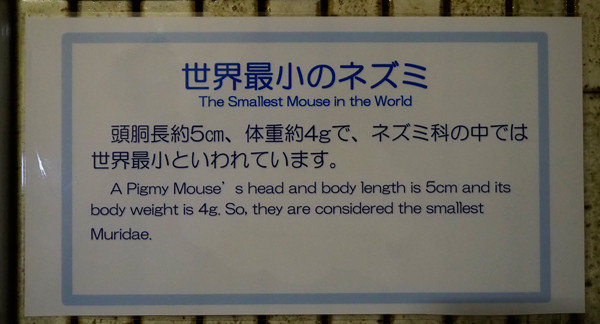 世界最小のネズミ
The Smallest Mouse in the World
頭胴長約5㎝、体重約4gで、ネズミ科の中では
世界最小といわれています。
A Pigmy Mouse’s head and body length is 5cm and its
body weight is 4g. So, they are considered the smallest
Muridae.